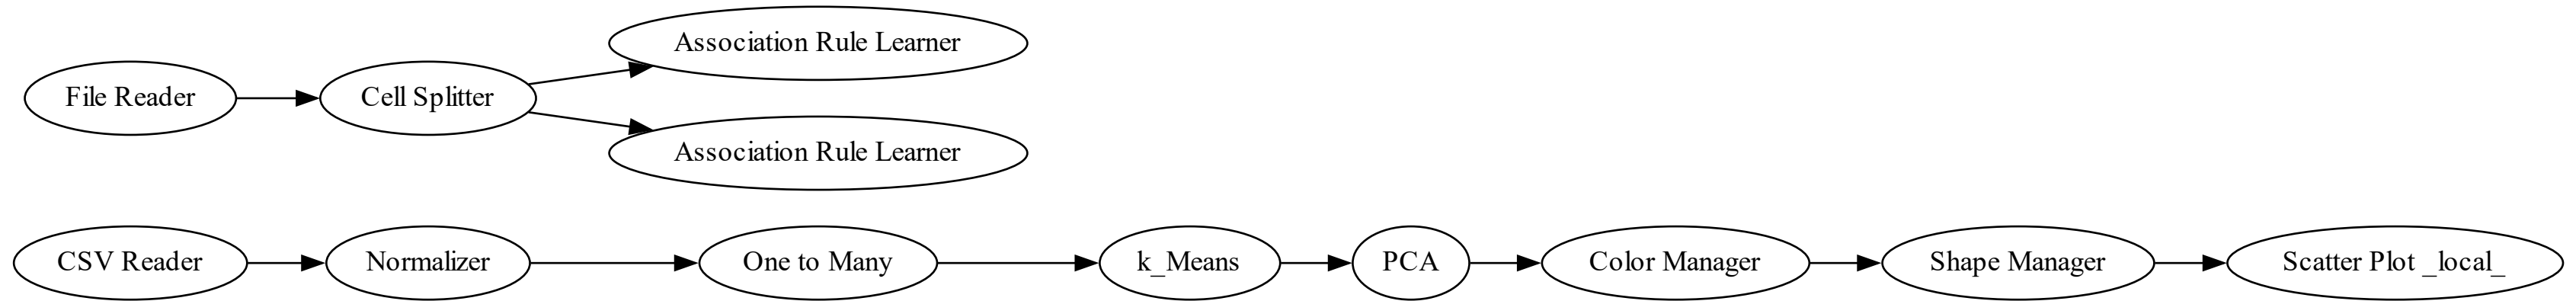 Association Rule Learner
File Reader
Cell Splitter
Association Rule Learner
CSV Reader
Normalizer
One to Many
k_Means
PCA
Color Manager
Shape Manager
Scatter Plot _local_